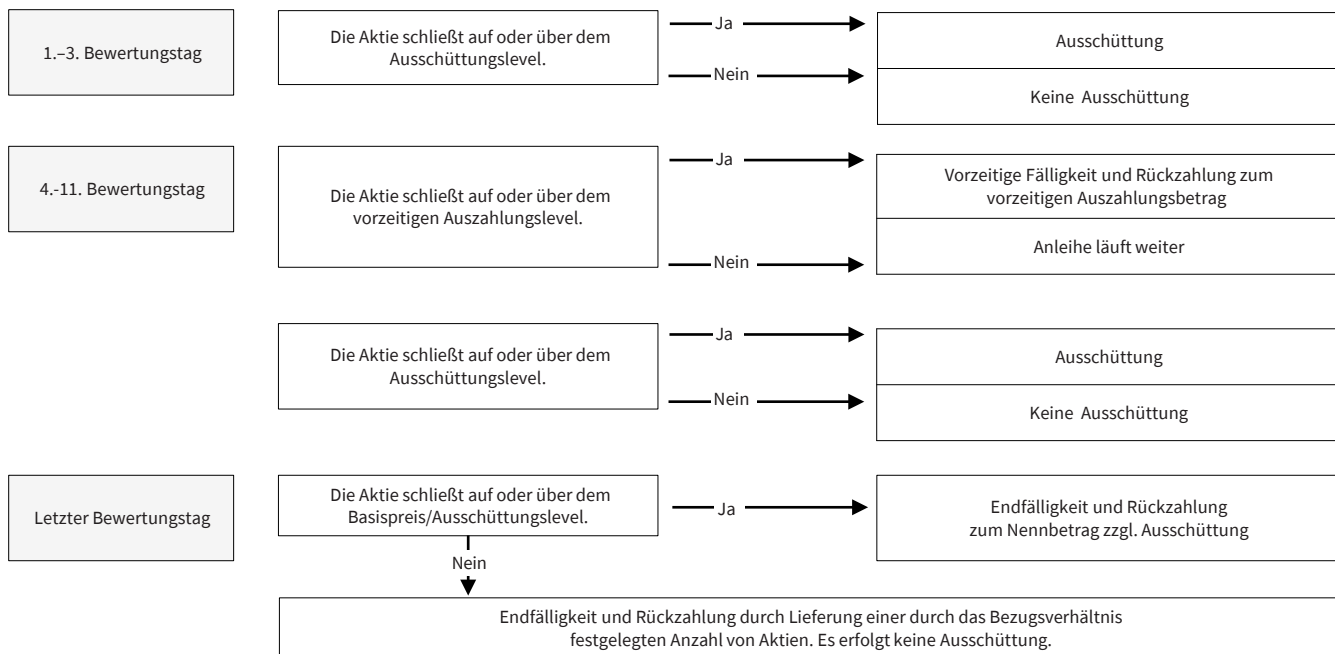 1.–3. Bewertungstag
Die Aktie schließt auf oder über dem
Ausschüttungslevel.
Ja
Ausschüttung
Nein
Keine Ausschüttung
4.-11. Bewertungstag
Die Aktie schließt auf oder über dem
vorzeitigen Auszahlungslevel.
Ja
Vorzeitige Fälligkeit und Rückzahlung zum
vorzeitigen Auszahlungsbetrag
Nein
Anleihe läuft weiter
Die Aktie schließt auf oder über dem
Ausschüttungslevel.
Ja
Ausschüttung
Nein
Keine Ausschüttung
Letzter Bewertungstag
Die Aktie schließt auf oder über dem
Basispreis/Ausschüttungslevel.
Ja
Endfälligkeit und Rückzahlung
zum Nennbetrag zzgl. Ausschüttung
Nein
Endfälligkeit und Rückzahlung durch Lieferung einer durch das Bezugsverhältnis
festgelegten Anzahl von Aktien. Es erfolgt keine Ausschüttung.